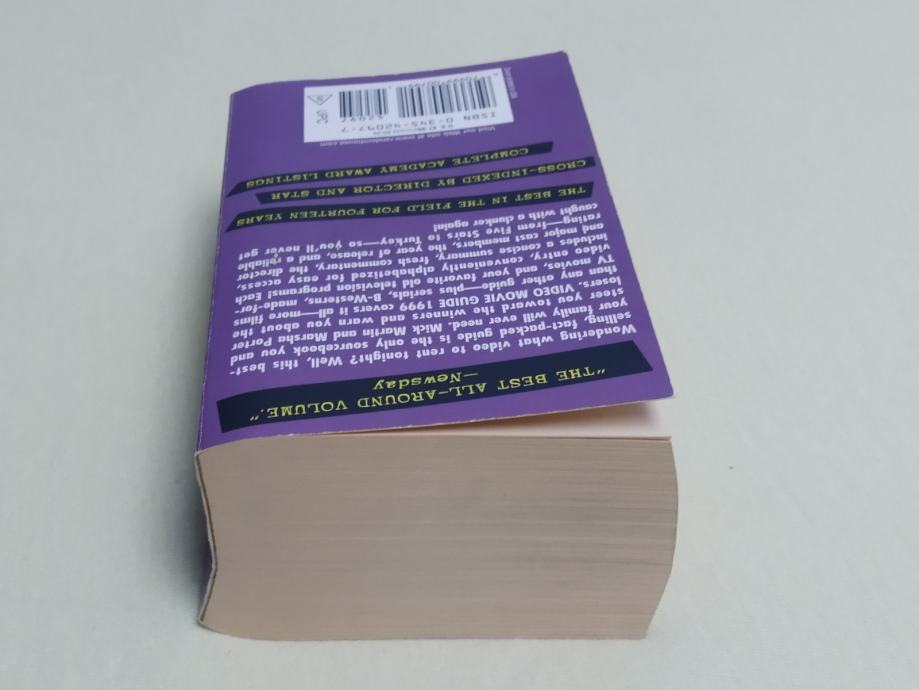 "THE BEST ALL-AROUND VOLUME."
—Newsday
Wondering what video to rent tonight? Well, this best-
selling, fact-packed guide is the only sourcebook you and
your family will ever need. Mick Martin and Marsha Porter
steer you toward the winners and warn you about the
losers. VIDEO MOVIE GUIDE 1999 covers it all—more films
than any other guide—plus serials, B-Westerns, made-for-
TV movies, and your favorite old television programs! Each
video entry, conveniently alphabetized for easy access,
includes a concise summary, fresh commentary, the director
and major cast members, the year of release, and a reliable
rating—from Five Stars to Turkey—so you'll never get
caught with a clunker again!
THE BEST IN THE FIELD FOR FOURTEEN YEARS
CROSS-INDEXED BY DIRECTOR AND STAR
COMPLETE ACADEMY AWARD LISTINGS
Visit our Web site at www.randomhouse.com
ISBN 0-345-42097-7
UPC
42097